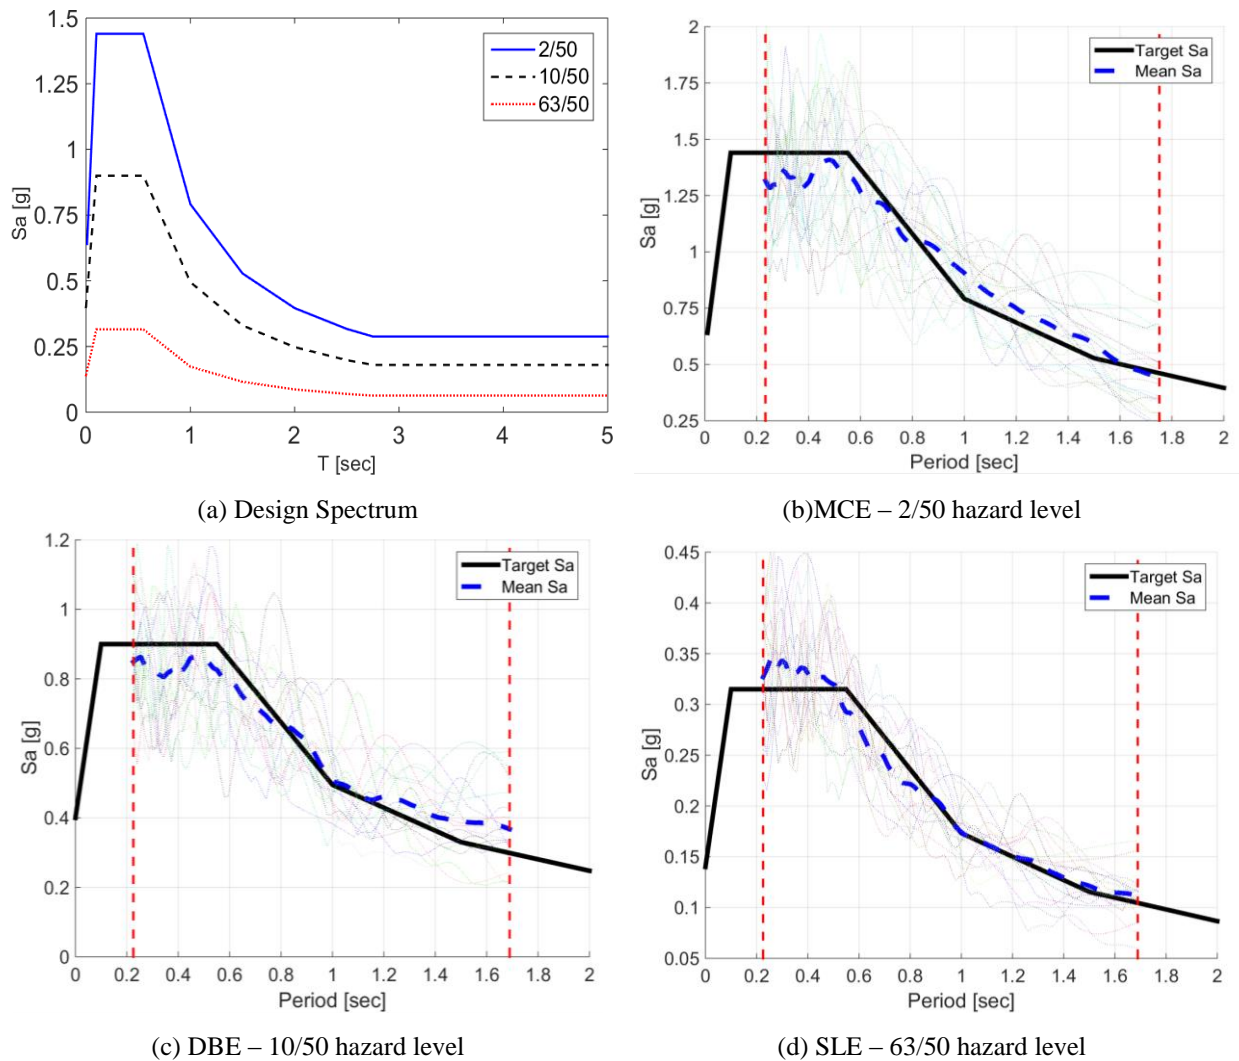 1.5
1.25
1
0.75
0.5
0.25
0
Sa [g]
0 1 2 3 4 5
T [sec]
2/50
10/50
63/50
(a) Design Spectrum
2
1.75
1.5
1.25
1
0.75
0.5
0.25
Sa [g]
0 0.2 0.4 0.6 0.8 1 1.2 1.4 1.6 1.8 2
Period [sec]
Target Sa
Mean Sa
(b)MCE – 2/50 hazard level
1.2
1
0.8
0.6
0.4
0.2
0
Sa [g]
0 0.2 0.4 0.6 0.8 1 1.2 1.4 1.6 1.8 2
Period [sec]
Target Sa
Mean Sa
(c) DBE – 10/50 hazard level
0.45
0.4
0.35
0.3
0.25
0.2
0.15
0.1
0.05
Sa [g]
0 0.2 0.4 0.6 0.8 1 1.2 1.4 1.6 1.8 2
Period [sec]
Target Sa
Mean Sa
(d) SLE – 63/50 hazard level